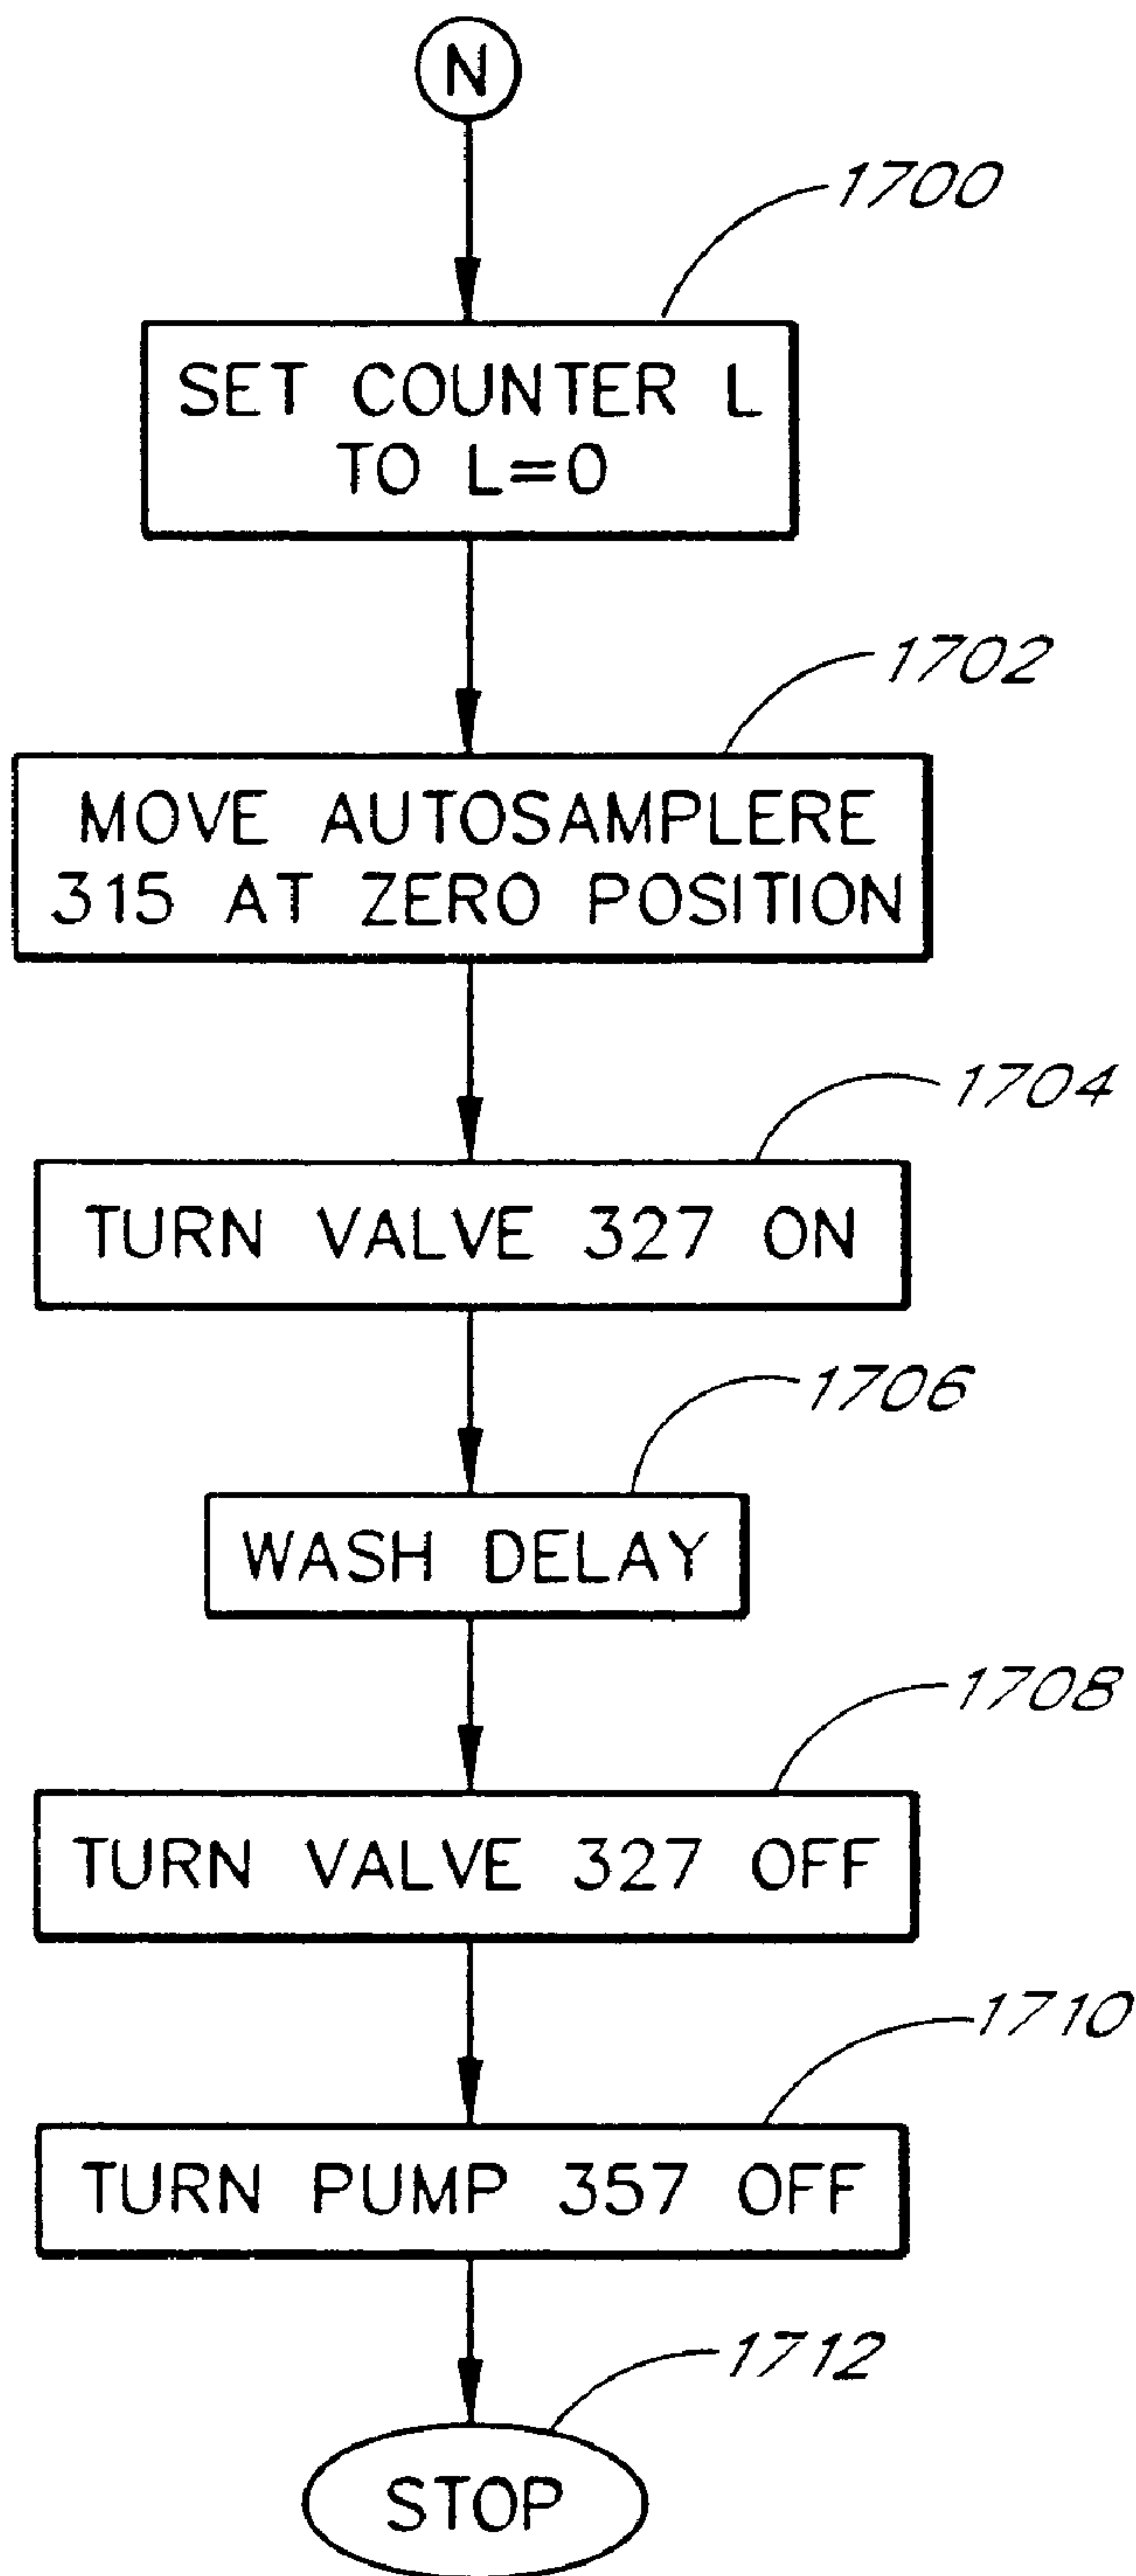 N
1700
SET COUNTER L
TO L=0
1702
MOVE AUTOSAMPLERE
315 AT ZERO POSITION
1704
TURN VALVE 327 ON
1706
WASH DELAY
1708
TURN VALVE 327 OFF
1710
TURN PUMP 357 OFF
1712
STOP